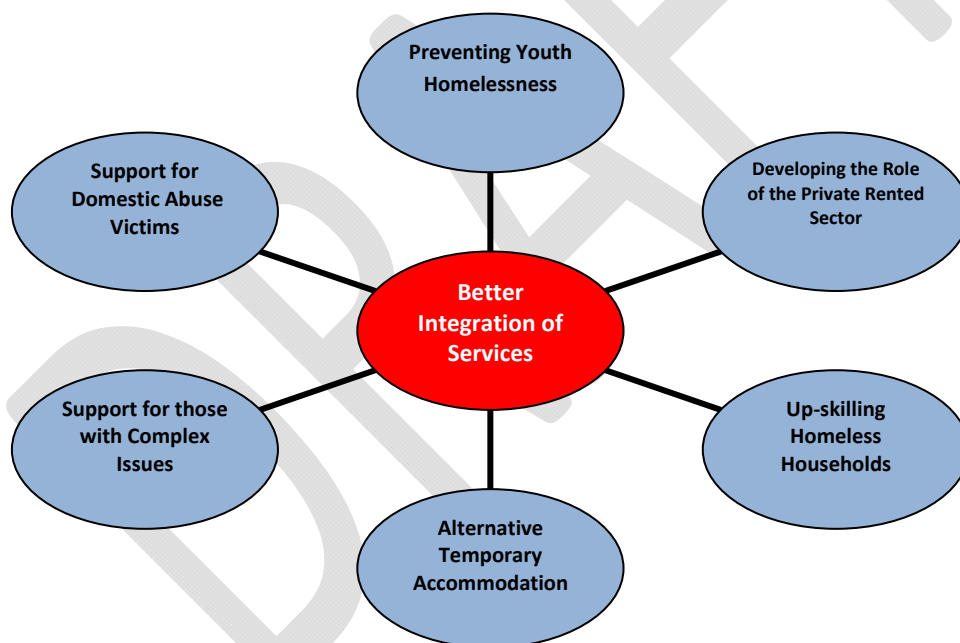 Preventing Youth
Homelessness
Support for
Domestic Abuse
Victims
Developing the Role
of the Private Rented
Sector
Better
Integration of
Services
Support for those
with Complex
Issues
Up-skilling
Homeless
Households
Alternative
Temporary
Accommodation
DRAFT